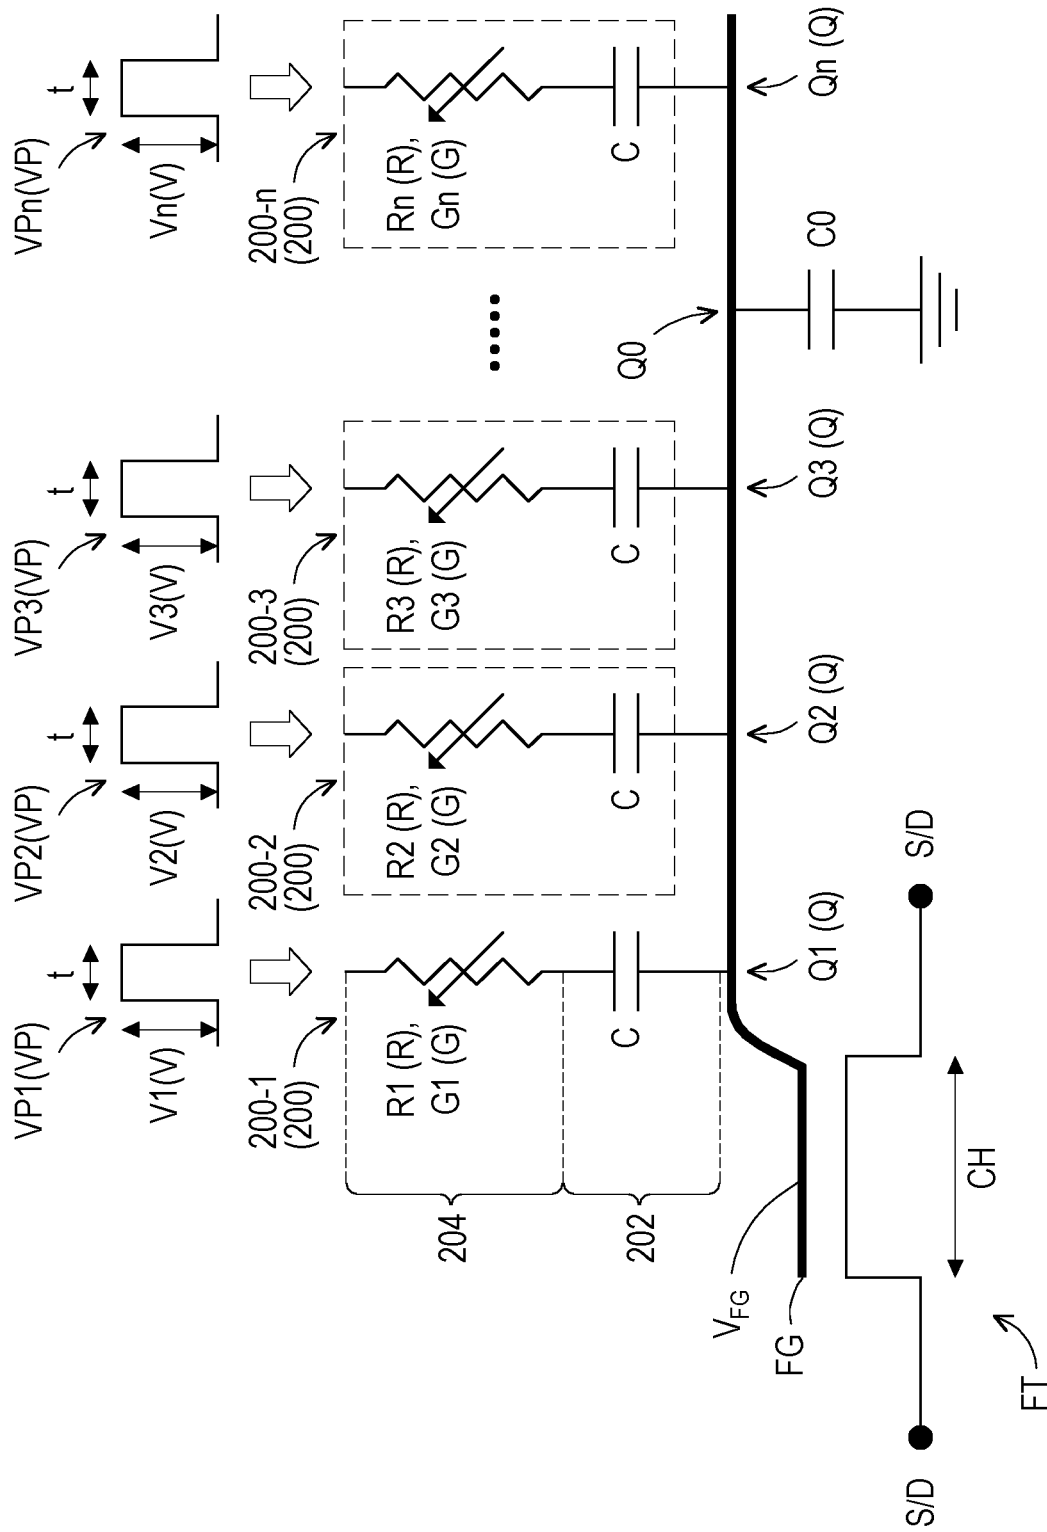 VP1(VP)
VP2(VP)
VP3(VP)
VPn(VP)
t
t
t
t
V1(V)
V2(V)
V3(V)
Vn(V)
200-1
(200)
200-2
(200)
200-3
(200)
200-n
(200)
R1 (R),
G1 (G)
R2 (R),
G2 (G)
R3 (R),
G3 (G)
Rn (R),
Gn (G)
204
202
C
C
C
C
Q0
VFG
FG
Q1 (Q)
Q2 (Q)
Q3 (Q)
C0
Qn (Q)
S/D
S/D
CH
FT